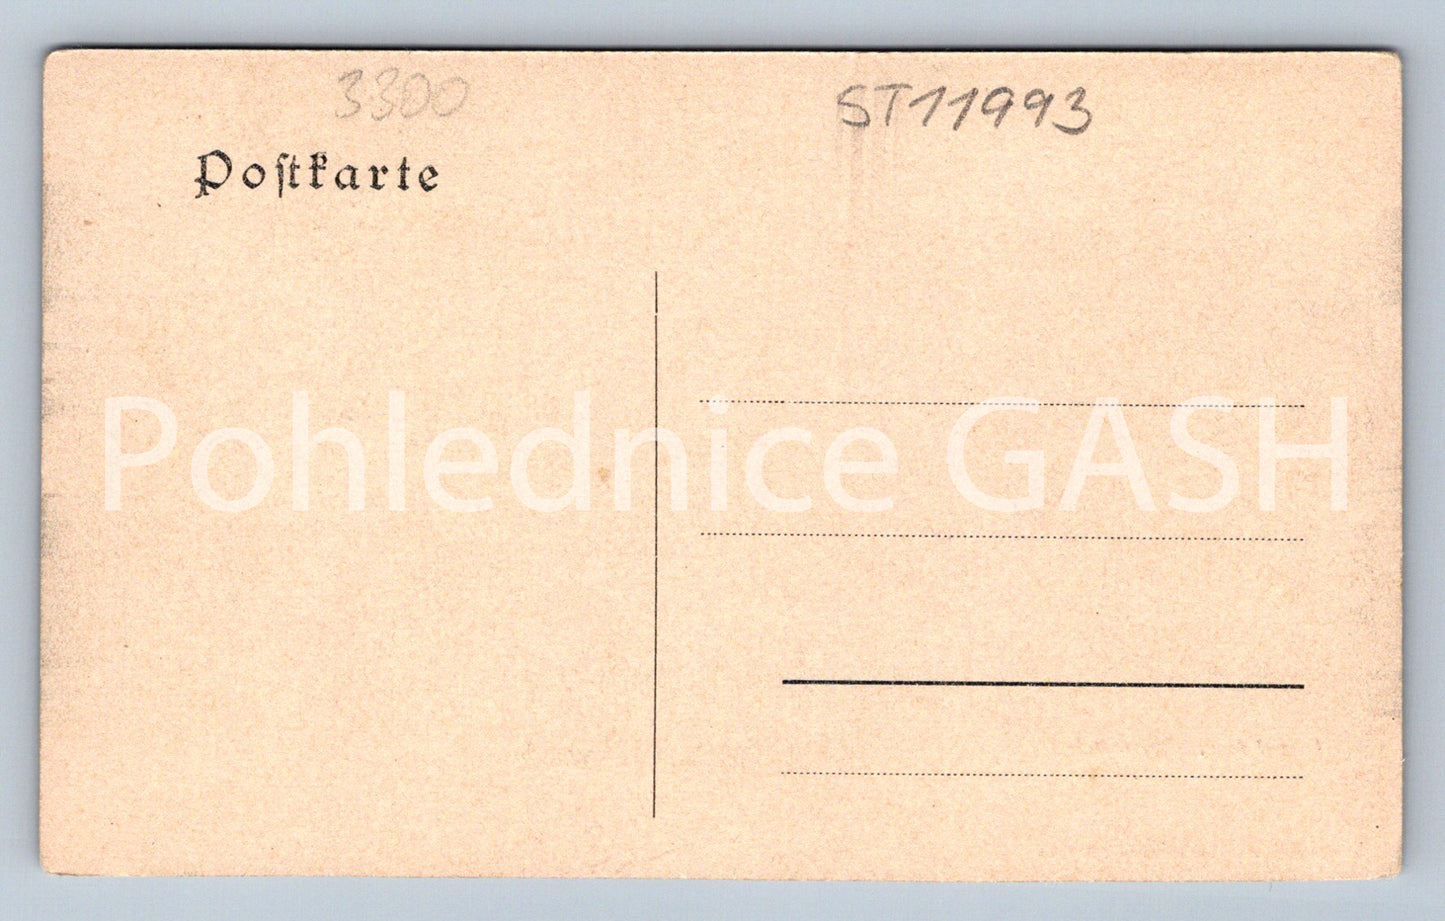 3300
ST11993
Poſtkarte
Pohlednice GASH